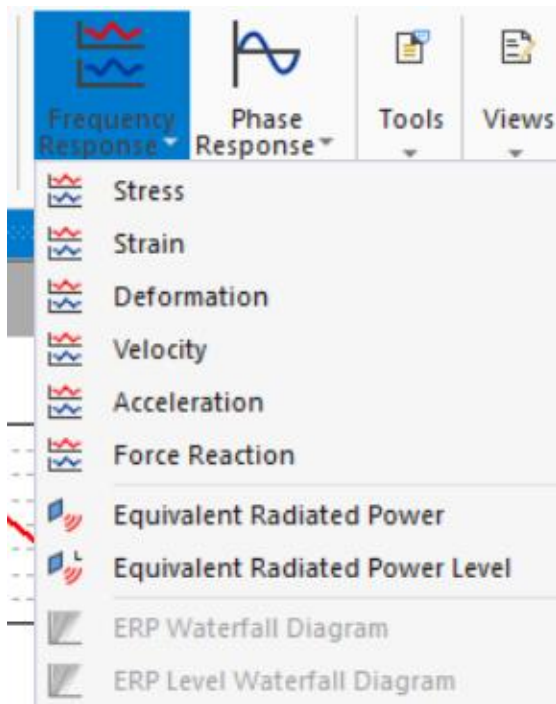 Frequency Response
Phase Response
Tools
Views
Stress
Strain
Deformation
Velocity
Acceleration
Force Reaction
Equivalent Radiated Power
Equivalent Radiated Power Level
ERP Waterfall Diagram
ERP Level Waterfall Diagram